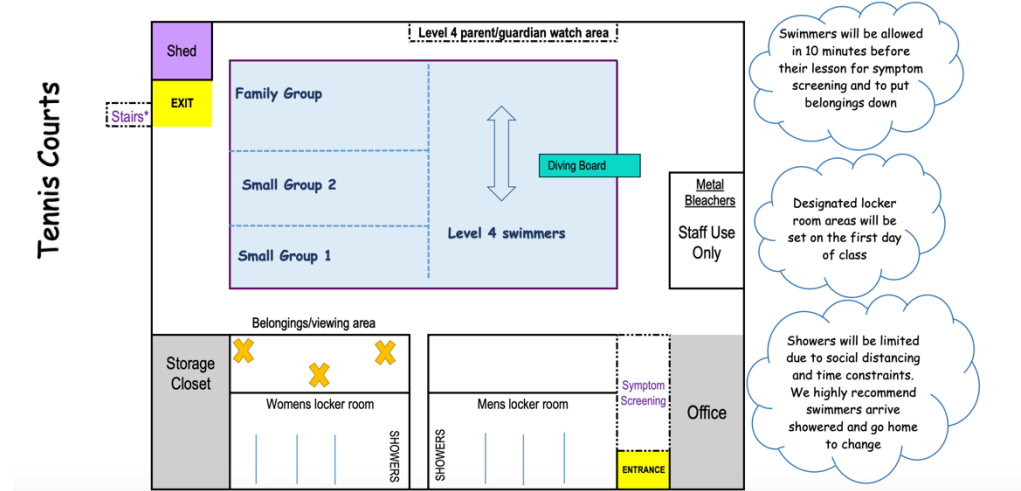 Tennis Courts
Shed
EXIT
Stairs*
Level 4 parent/guardian watch area
Family Group
Small Group 2
Small Group 1
Diving Board
Level 4 swimmers
Metal
Bleachers
Staff Use
Only
Belongings/viewing area
Storage
Closet
Womens locker room
SHOWERS
Mens locker room
SHOWERS
Symptom
Screening
ENTRANCE
Office
Swimmers will be allowed
in 10 minutes before
their lesson for symptom
screening and to put
belongings down
Designated locker
room areas will be
set on the first day
of class
Showers will be limited
due to social distancing
and time constraints.
We highly recommend
swimmers arrive
showered and go home
to change